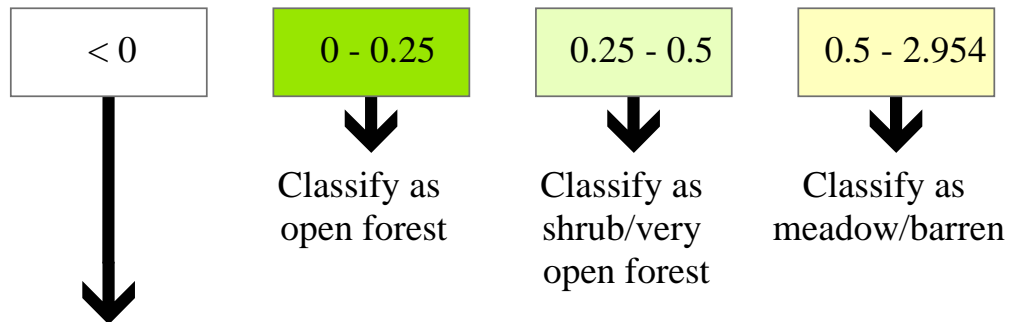 < 0
0 - 0.25
0.25 - 0.5
0.5 - 2.954
Classify as
open forest
Classify as
shrub/very
open forest
Classify as
meadow/barren